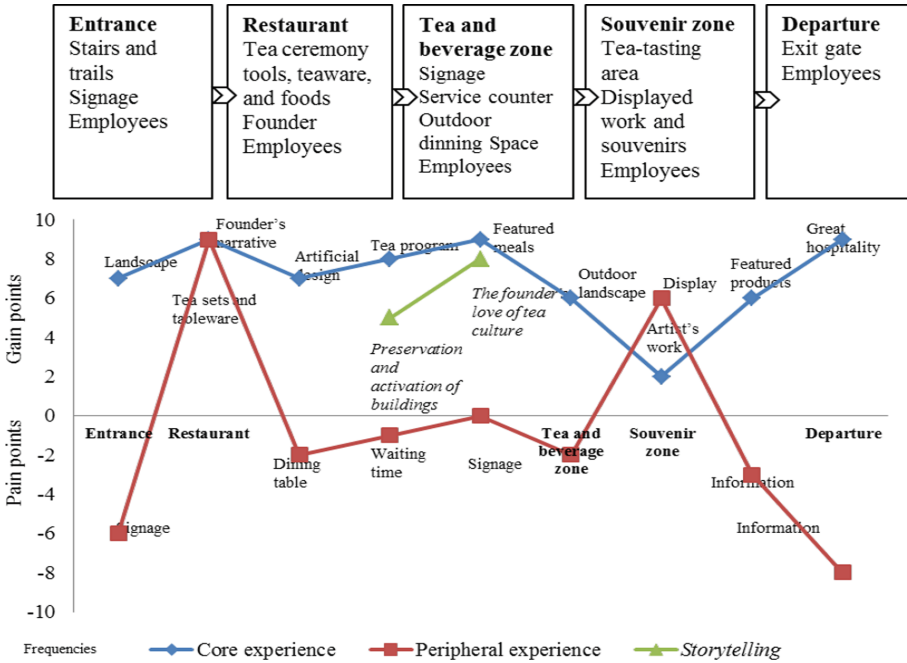 Entrance
Stairs and
trails
Signage
Employees
Restaurant
Tea ceremony
tools, teaware,
and foods
Founder
Employees
Tea and
beverage zone
Signage
Service counter
Outdoor
dinning Space
Employees
Souvenir zone
Tea-tasting
area
Displayed
work and
souvenirs
Employees
Departure
Exit gate
Employees
Gain points
Pain points
10
8
6
4
2
0
-2
-4
-6
-8
-10
Landscape
Founder's
narrative
Tea sets and
tableware
Artificial
design
Tea program
Featured
meals
Preservation
and
activation of
buildings
The founder's
love of tea
culture
Outdoor
landscape
Display
Artist's
work
Featured
products
Great
hospitality
Entrance
Restaurant
Tea and
beverage zone
Souvenir
zone
Departure
Signage
Dining
table
Waiting
time
Signage
Information
Information
Frequencies
Core experience
Peripheral experience
Storytelling